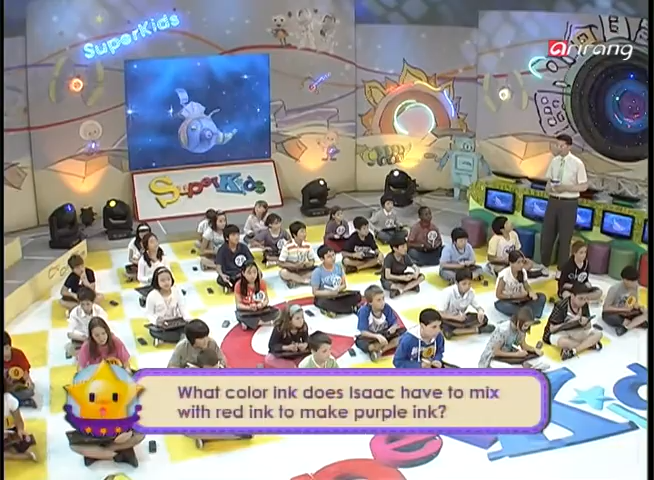 SUPERKIDS
arirang
SUPERKIDS
What color ink does Isaac have to mix
with red ink to make purple ink?